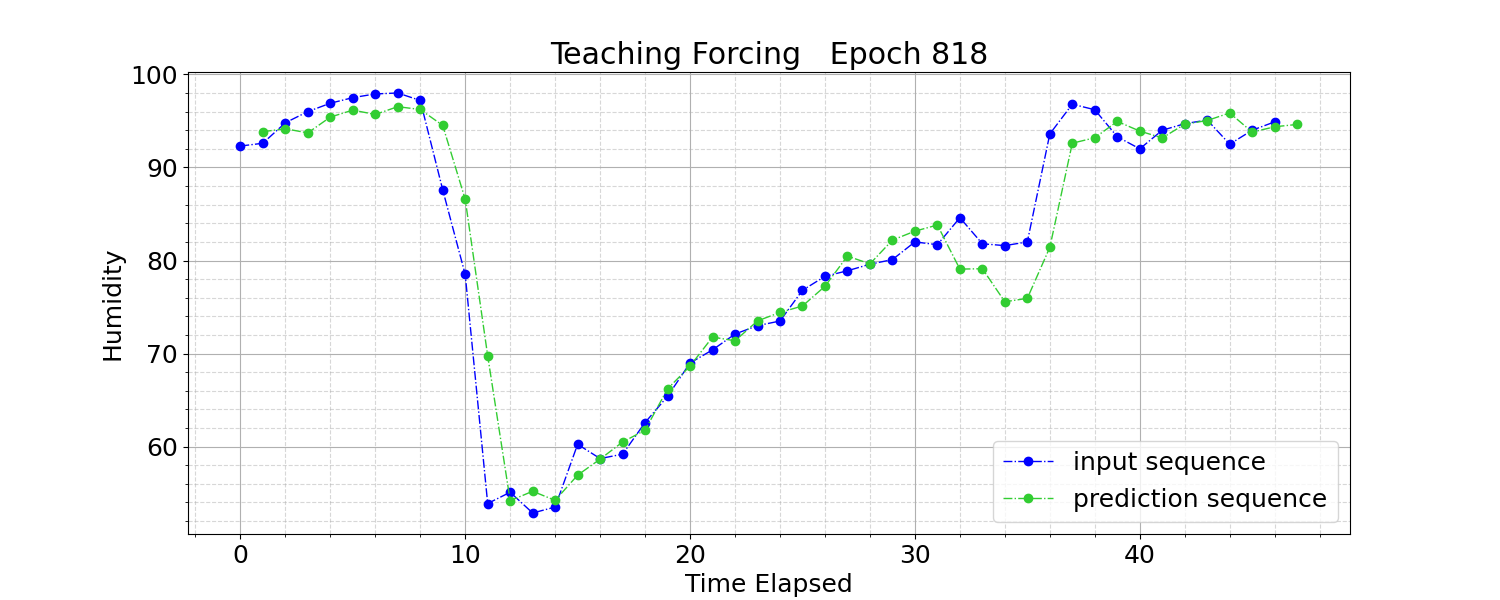 Teaching Forcing   Epoch 818
100
90
80
70
60
Humidity
input sequence
prediction sequence
0 10 20 30 40
Time Elapsed